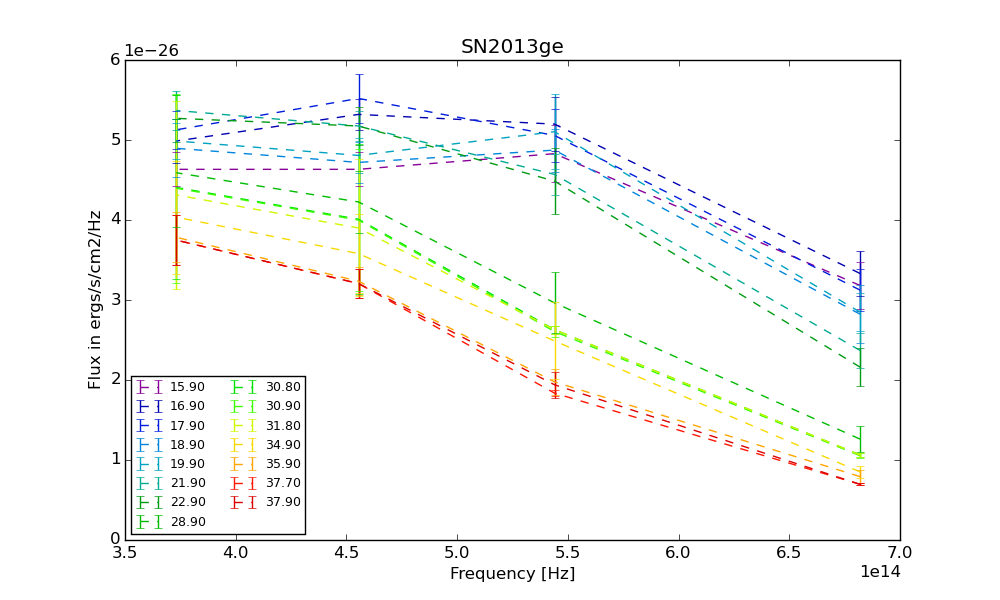 SN2013ge
1e−26
6
5
4
3
2
1
0
Flux in ergs/s/cm2/Hz
15.90 30.80
16.90 30.90
17.90 31.80
18.90 34.90
19.90 35.90
21.90 37.70
22.90 37.90
28.90
3.5 4.0 4.5 5.0 5.5 6.0 6.5 7.0
Frequency [Hz]
1e14